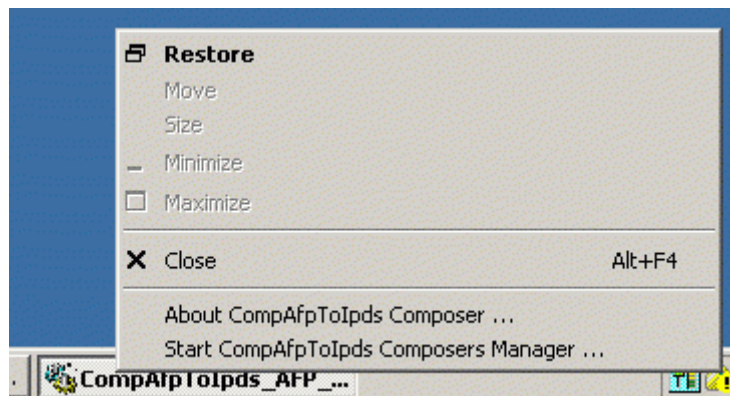 Restore
Move
Size
Minimize
Maximize
Close Alt+F4
About CompAfpToIpds Composer ...
Start CompAfpToIpds Composers Manager ...
. CompAfpToIpds_AFP_...